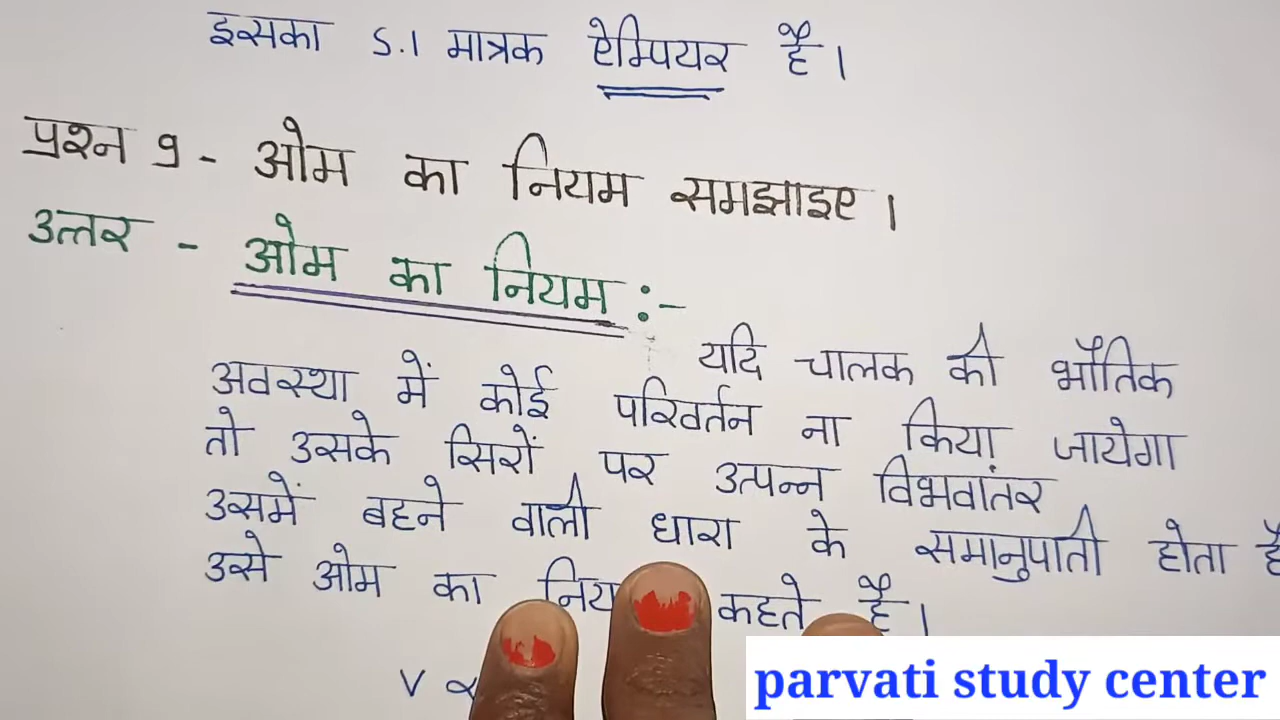 इसका S.I मात्रक ऐम्पियर है।
प्रश्न 9 - ओम का नियम समझाइए।
उत्तर - ओम का नियम :-
यदि चालक की भौतिक
अवस्था में कोई परिवर्तन ना किया जायेगा
तो उसके सिरों पर उत्पन्न विभवांतर
उसमें बहने वाली धारा के समानुपाती होता है
उसे ओम का कहते है।
V ∝
parvati study center